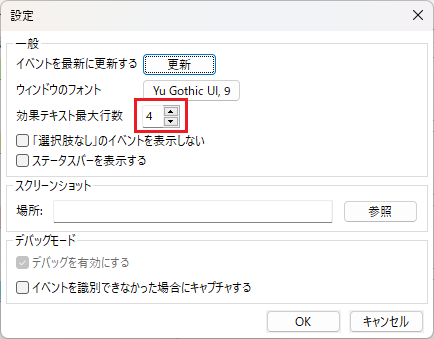 設定
一般
イベントを最新に更新する 更新
ウィンドウのフォント Yu Gothic UI, 9
効果テキスト最大行数 4
「選択肢なし」のイベントを表示しない
ステータスバーを表示する
スクリーンショット
場所: 参照
デバッグモード
デバッグを有効にする
イベントを識別できなかった場合にキャプチャする
OK キャンセル